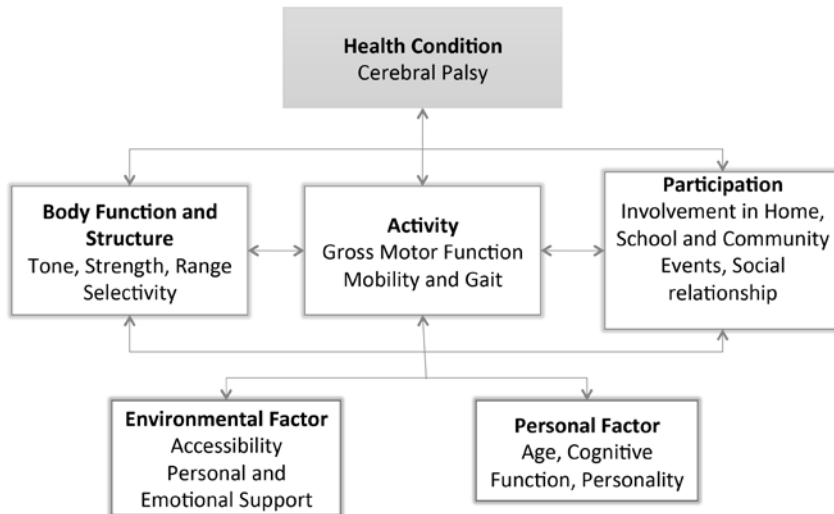 Health Condition
Cerebral Palsy
Body Function and
Structure
Tone, Strength, Range
Selectivity
Activity
Gross Motor Function
Mobility and Gait
Participation
Involvement in Home,
School and Community
Events, Social
relationship
Environmental Factor
Accessibility
Personal and
Emotional Support
Personal Factor
Age, Cognitive
Function, Personality